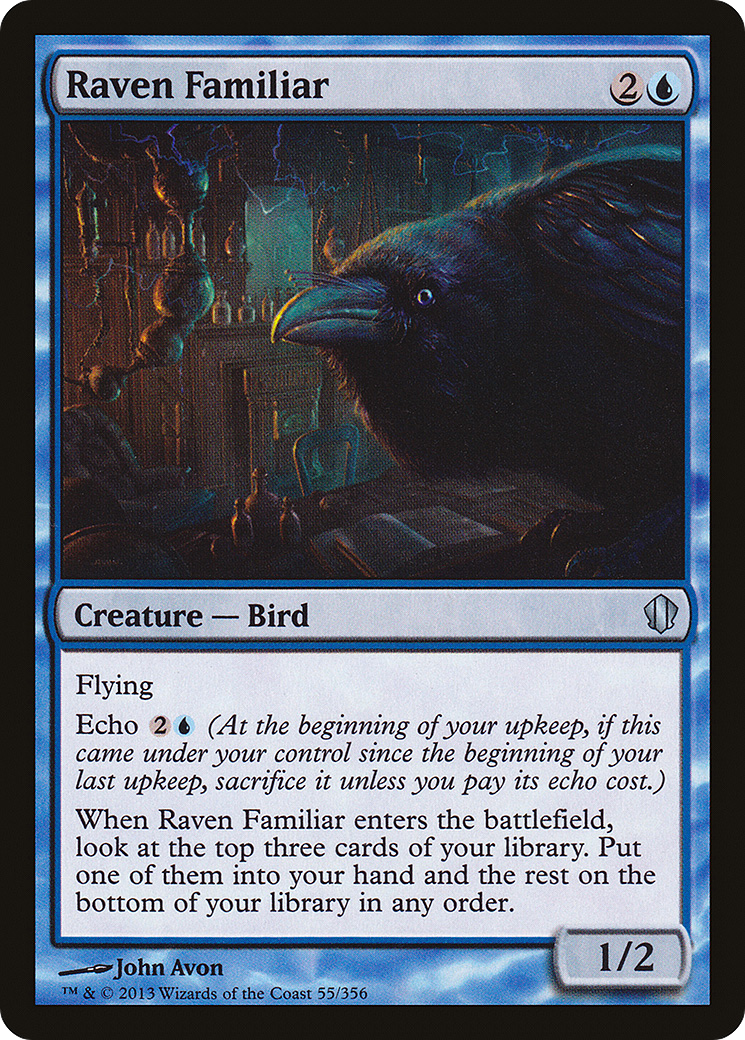 Raven Familiar 2
Creature — Bird
Flying
Echo 2 (At the beginning of your upkeep, if this
came under your control since the beginning of your
last upkeep, sacrifice it unless you pay its echo cost.)
When Raven Familiar enters the battlefield,
look at the top three cards of your library. Put
one of them into your hand and the rest on the
bottom of your library in any order.
1/2
John Avon
™ & © 2013 Wizards of the Coast 55/356